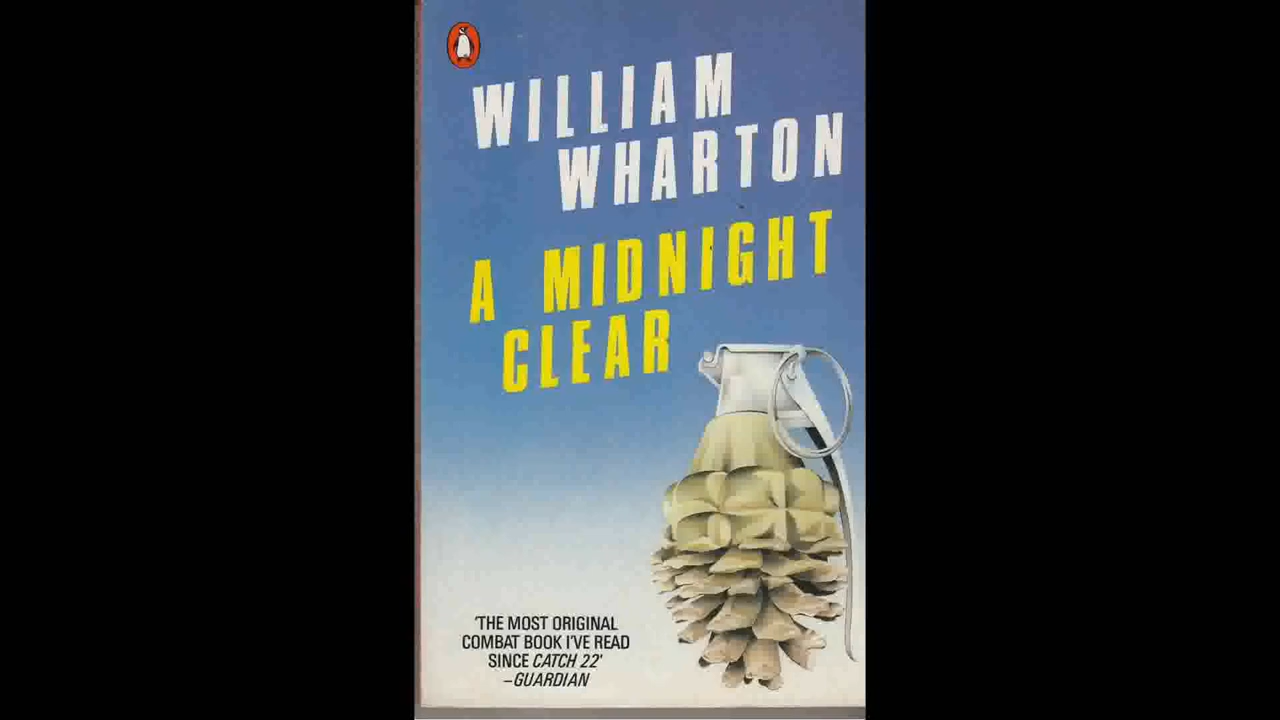 WILLIAM
WHARTON
A MIDNIGHT
CLEAR
'THE MOST ORIGINAL
COMBAT BOOK I'VE READ
SINCE CATCH 22'
–GUARDIAN